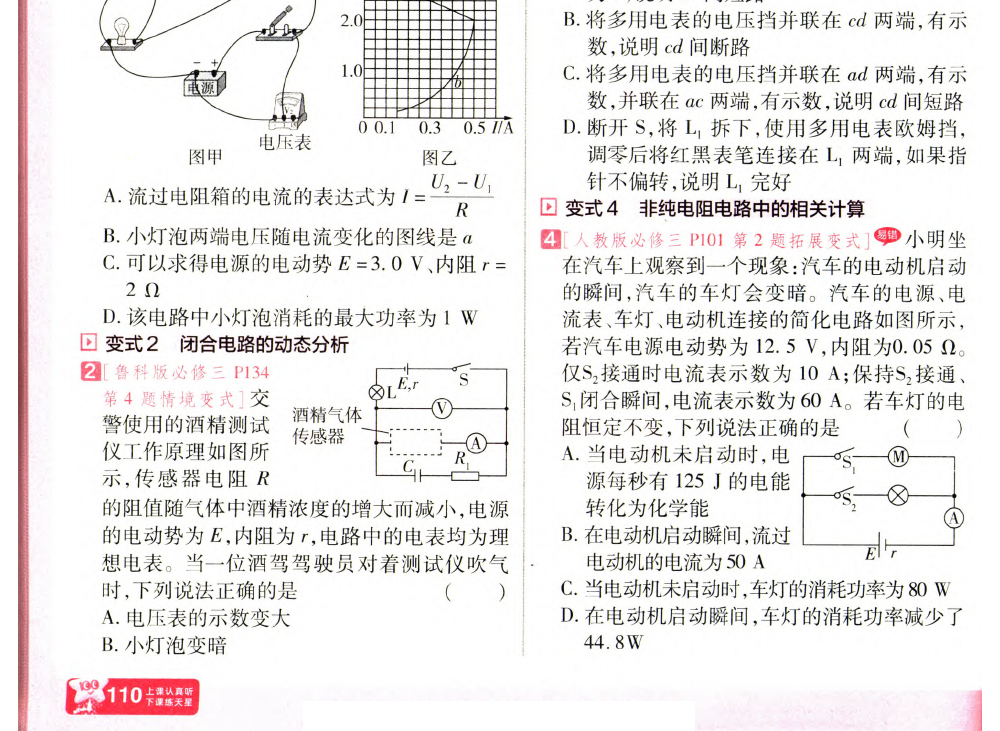 2.0
1.0
b
0 0.1 0.3 0.5 I/A
－ ＋
电源
V
电压表
图甲
图乙
A. 流过电阻箱的电流的表达式为 I = (U₂ − U₁)/R
B. 小灯泡两端电压随电流变化的图线是 a
C. 可以求得电源的电动势 E =3. 0 V、内阻 r =
2 Ω
D. 该电路中小灯泡消耗的最大功率为 1 W
变式2 闭合电路的动态分析
2 [鲁科版必修三 P134
第 4 题情境变式] 交
警使用的酒精测试
仪工作原理如图所
示,传感器电阻 R
E,r
S
L
V
酒精气体
传感器
A
C
R₁
的阻值随气体中酒精浓度的增大而减小,电源
的电动势为 E,内阻为 r,电路中的电表均为理
想电表。当一位酒驾驾驶员对着测试仪吹气
时,下列说法正确的是 ( )
A. 电压表的示数变大
B. 小灯泡变暗
110 上课认真听
下课练天星
B. 将多用电表的电压挡并联在 cd 两端,有示
数,说明 cd 间断路
C. 将多用电表的电压挡并联在 ad 两端,有示
数,并联在 ac 两端,有示数,说明 cd 间短路
D. 断开 S,将 L₁ 拆下,使用多用电表欧姆挡,
调零后将红黑表笔连接在 L₁ 两端,如果指
针不偏转,说明 L₁ 完好
变式4 非纯电阻电路中的相关计算
4 [人教版必修三 P101 第 2 题拓展变式] 易错 小明坐
在汽车上观察到一个现象:汽车的电动机启动
的瞬间,汽车的车灯会变暗。汽车的电源、电
流表、车灯、电动机连接的简化电路如图所示,
若汽车电源电动势为 12. 5 V,内阻为0. 05 Ω。
仅S₂接通时电流表示数为 10 A;保持S₂接通、
S₁闭合瞬间,电流表示数为 60 A。若车灯的电
阻恒定不变,下列说法正确的是 ( )
A. 当电动机未启动时,电
源每秒有 125 J 的电能
转化为化学能
B. 在电动机启动瞬间,流过
电动机的电流为 50 A
S₁
M
S₂
A
E
r
C. 当电动机未启动时,车灯的消耗功率为 80 W
D. 在电动机启动瞬间,车灯的消耗功率减少了
44. 8W